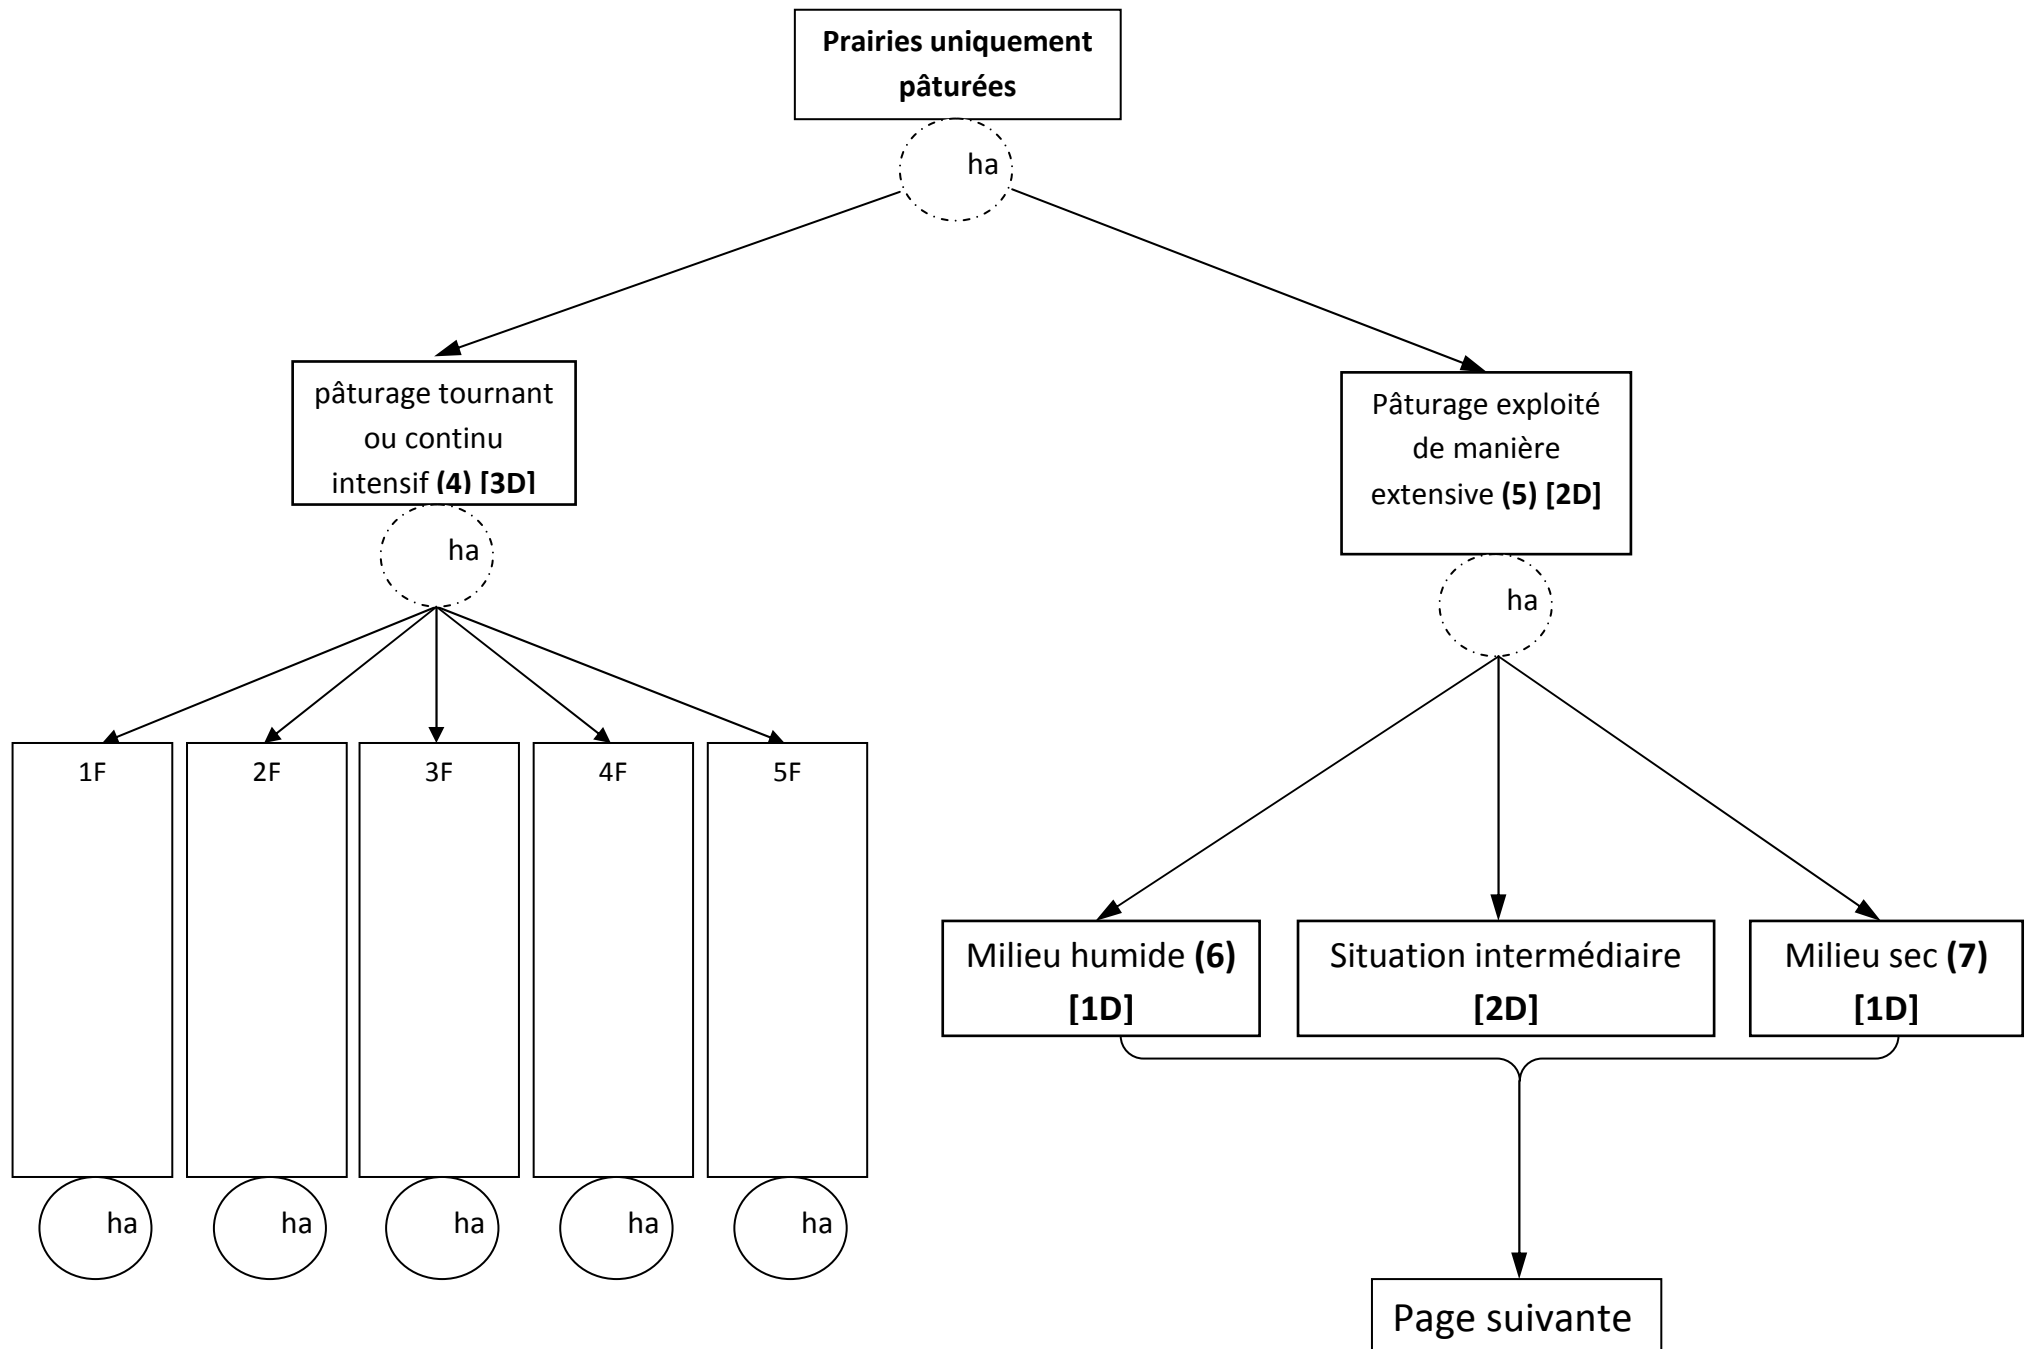 Prairies uniquement
pâturées
ha
pâturage tournant
ou continu
intensif (4) [3D]
ha
Pâturage exploité
de manière
extensive (5) [2D]
ha
1F
2F
3F
4F
5F
ha
ha
ha
ha
ha
Milieu humide (6)
[1D]
Situation intermédiaire
[2D]
Milieu sec (7)
[1D]
Page suivante